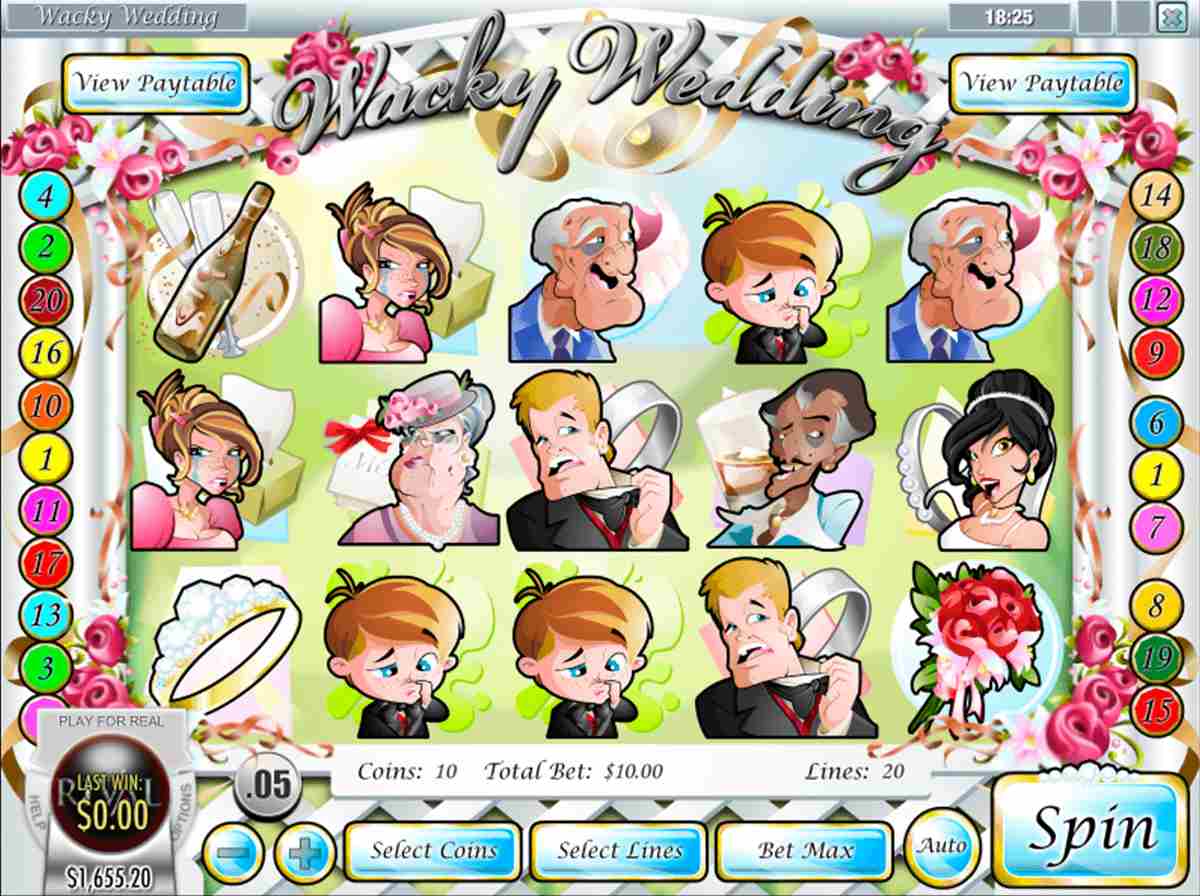 Wacky Wedding
18:25
View Paytable
Wacky Wedding
View Paytable
4
2
20
16
10
1
11
17
13
3
14
18
12
9
6
1
7
8
19
15
PLAY FOR REAL
RIVAL
LAST WIN:
$0.00
HELP
OPTIONS
$1,655.20
.05
Coins: 10 Total Bet: $10.00 Lines: 20
Select Coins
Select Lines
Bet Max
Auto
Spin